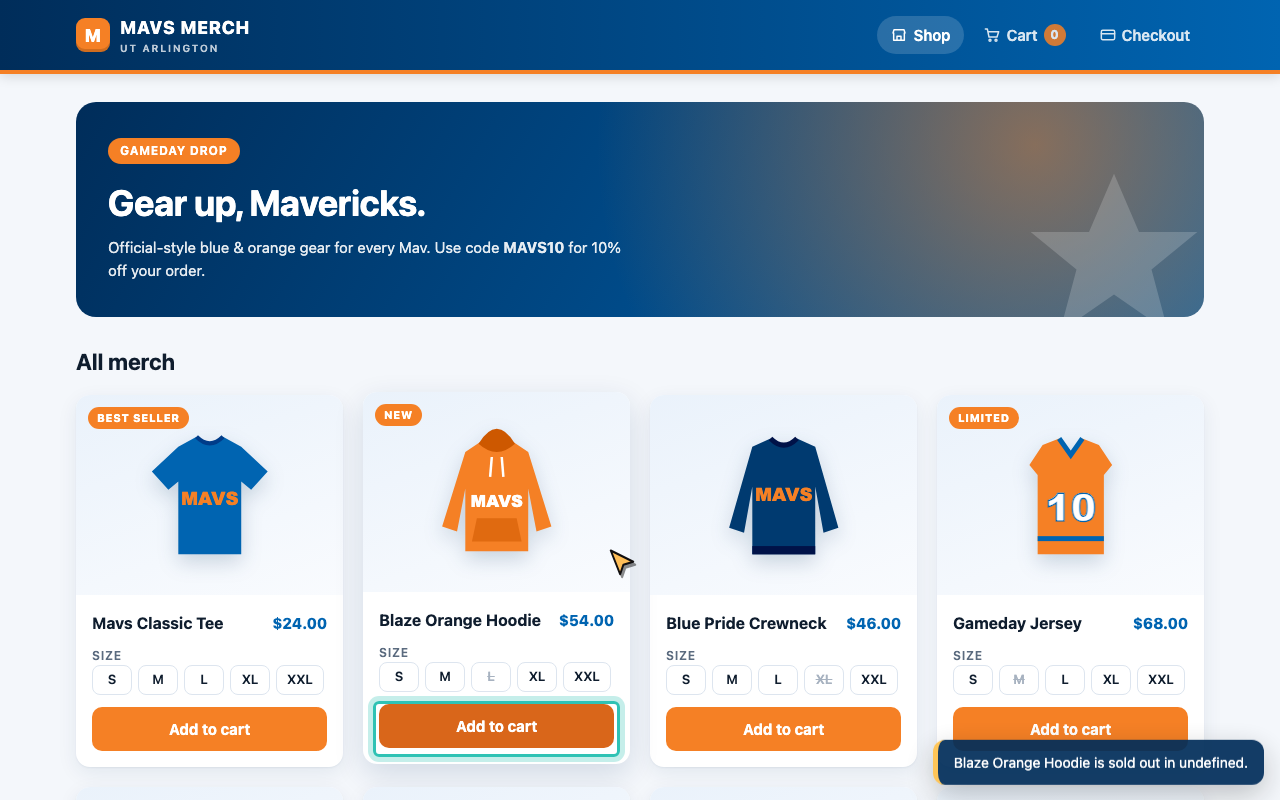 M
MAVS MERCH
UT ARLINGTON
Shop
Cart 0
Checkout
GAMEDAY DROP
Gear up, Mavericks.
Official-style blue & orange gear for every Mav. Use code MAVS10 for 10%
off your order.
All merch
BEST SELLER
MAVS
Mavs Classic Tee $24.00
SIZE
S M L XL XXL
Add to cart
NEW
MAVS
Blaze Orange Hoodie $54.00
SIZE
S M L XL XXL
Add to cart
MAVS
Blue Pride Crewneck $46.00
SIZE
S M L XL XXL
Add to cart
LIMITED
10
Gameday Jersey $68.00
SIZE
S M L XL XXL
Add to cart
Blaze Orange Hoodie is sold out in undefined.